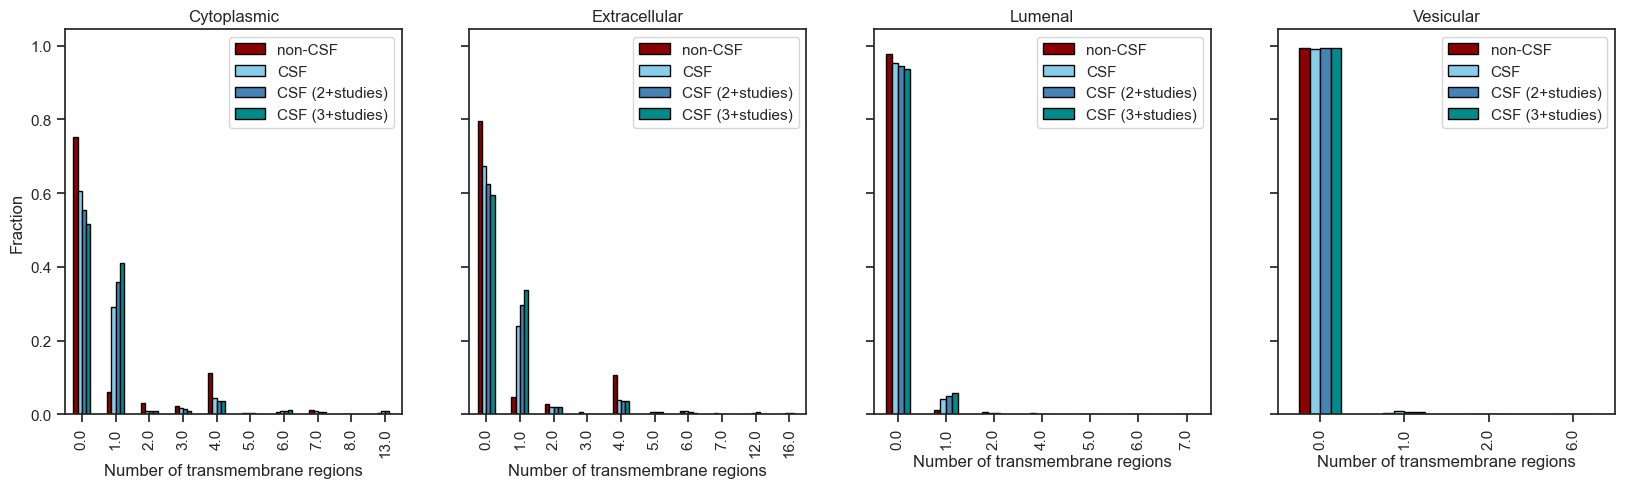 Cytoplasmic
Extracellular
Lumenal
Vesicular
Fraction
1.0
0.8
0.6
0.4
0.2
0.0
non-CSF
CSF
CSF (2+studies)
CSF (3+studies)
non-CSF
CSF
CSF (2+studies)
CSF (3+studies)
non-CSF
CSF
CSF (2+studies)
CSF (3+studies)
non-CSF
CSF
CSF (2+studies)
CSF (3+studies)
0.0 1.0 2.0 3.0 4.0 5.0 6.0 7.0 8.0 13.0
Number of transmembrane regions
0.0 1.0 2.0 3.0 4.0 5.0 6.0 7.0 12.0 16.0
Number of transmembrane regions
0.0 1.0 2.0 4.0 5.0 6.0 7.0
Number of transmembrane regions
0.0 1.0 2.0 6.0
Number of transmembrane regions